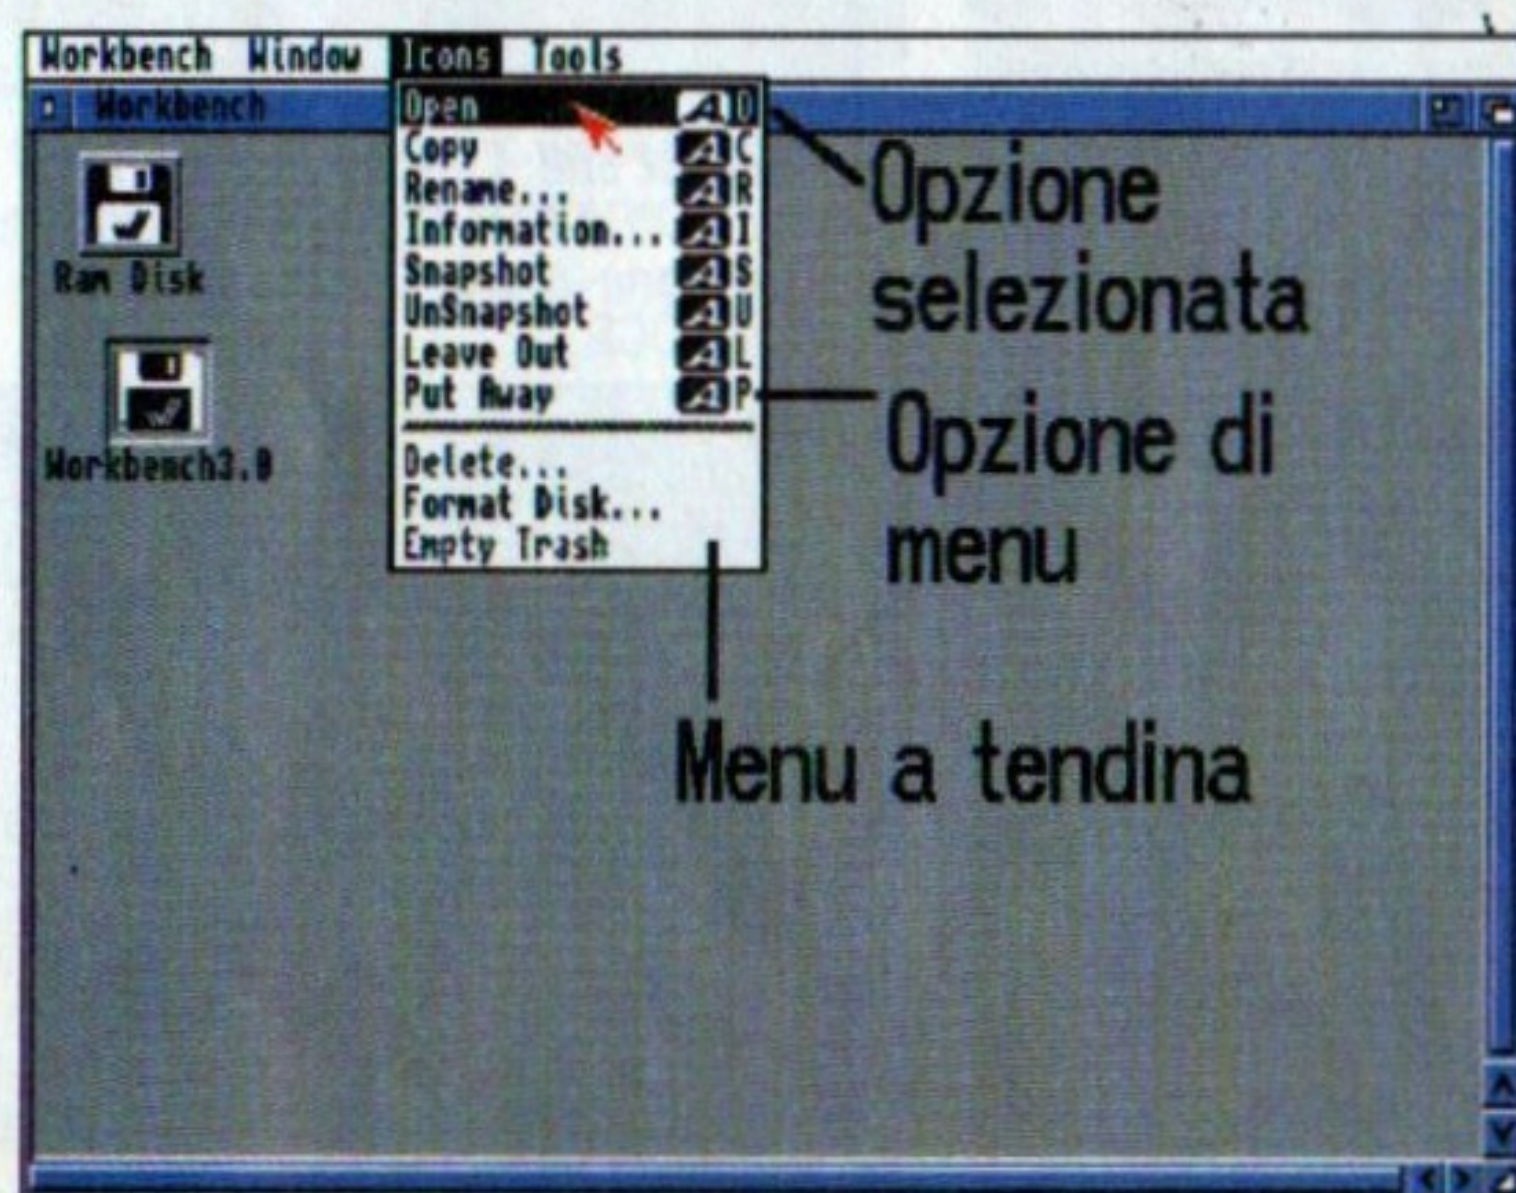 Workbench Window Icons Tools
Workbench
Open A O
Copy A C
Rename... A R
Information... A I
Snapshot A S
UnSnapshot A U
Leave Out A L
Put Away A P
Delete...
Format Disk...
Empty Trash
Ram Disk
Workbench3.0
Opzione
selezionata
Opzione di
menu
Menu a tendina